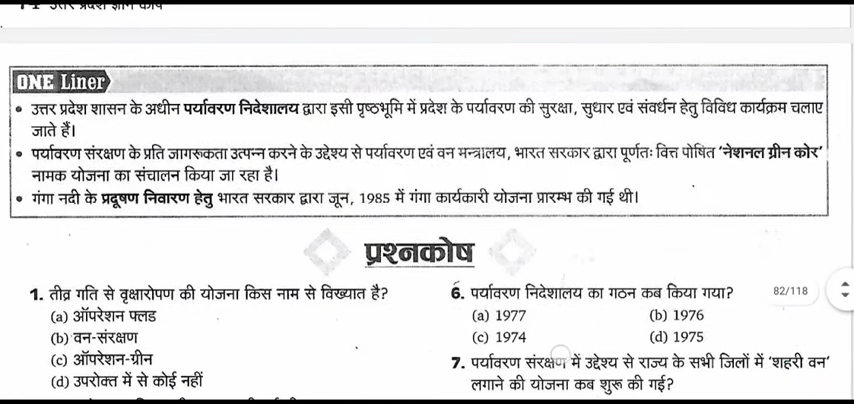 ONE Liner
• उत्तर प्रदेश शासन के अधीन पर्यावरण निदेशालय द्वारा इसी पृष्ठभूमि में प्रदेश के पर्यावरण की सुरक्षा, सुधार एवं संवर्धन हेतु विविध कार्यक्रम चलाए
जाते हैं।
• पर्यावरण संरक्षण के प्रति जागरूकता उत्पन्न करने के उद्देश्य से पर्यावरण एवं वन मन्त्रालय, भारत सरकार द्वारा पूर्णतः वित्त पोषित ‘नेशनल ग्रीन कोर’
नामक योजना का संचालन किया जा रहा है।
• गंगा नदी के प्रदूषण निवारण हेतु भारत सरकार द्वारा जून, 1985 में गंगा कार्यकारी योजना प्रारम्भ की गई थी।
प्रश्नकोष
1. तीव्र गति से वृक्षारोपण की योजना किस नाम से विख्यात है?
(a) ऑपरेशन फ्लड
(b) वन-संरक्षण
(c) ऑपरेशन-ग्रीन
(d) उपरोक्त में से कोई नहीं
6. पर्यावरण निदेशालय का गठन कब किया गया?
(a) 1977 (b) 1976
(c) 1974 (d) 1975
7. पर्यावरण संरक्षण में उद्देश्य से राज्य के सभी जिलों में ‘शहरी वन’
लगाने की योजना कब शुरू की गई?
82/118